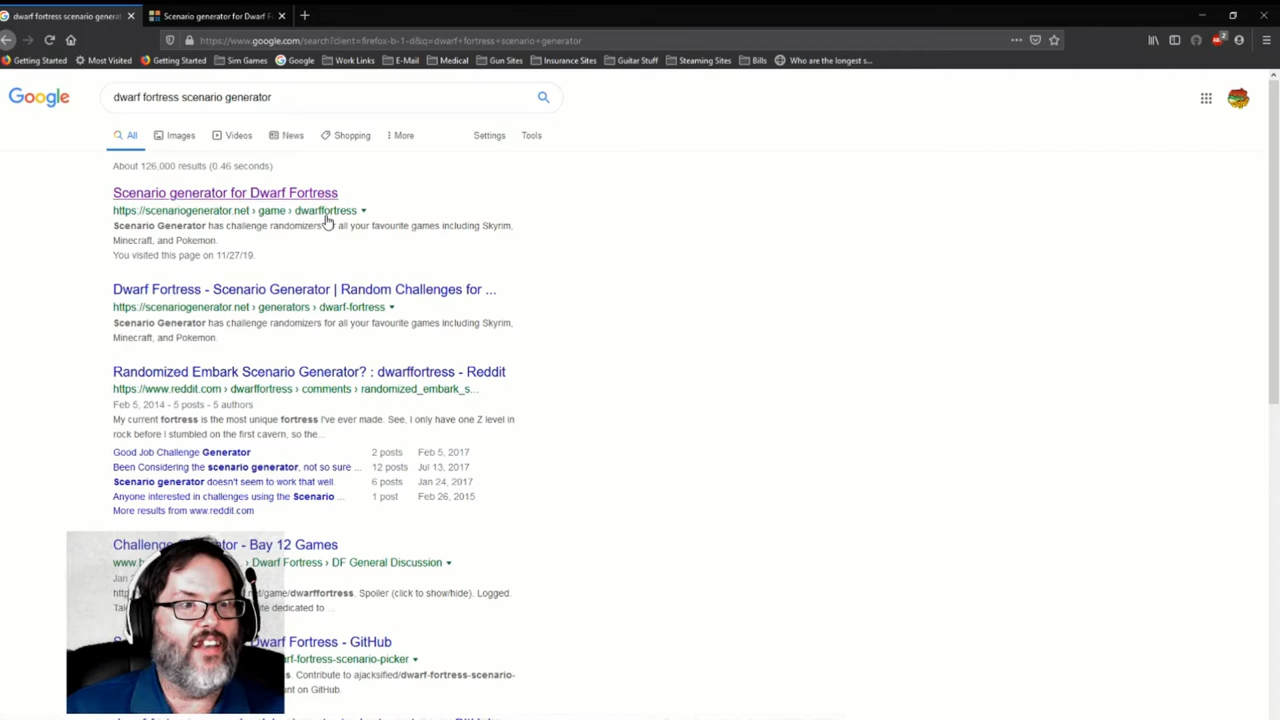 dwarf fortress scenario generat
Scenario generator for Dwarf F
https://www.google.com/search?client=firefox-b-1-d&q=dwarf+fortress+scenario+generator
2
Getting Started Most Visited Getting Started Sim Games Google Work Links E-Mail Medical Gun Sites Insurance Sites Guitar Stuff Steaming Sites Bills Who are the longest s...
Google
dwarf fortress scenario generator
All Images Videos News Shopping More Settings Tools
About 126,000 results (0.46 seconds)
Scenario generator for Dwarf Fortress
https://scenariogenerator.net › game › dwarffortress
Scenario Generator has challenge randomizers for all your favourite games including Skyrim,
Minecraft, and Pokemon.
You visited this page on 11/27/19.
Dwarf Fortress - Scenario Generator | Random Challenges for ...
https://scenariogenerator.net › generators › dwarf-fortress
Scenario Generator has challenge randomizers for all your favourite games including Skyrim,
Minecraft, and Pokemon.
Randomized Embark Scenario Generator? : dwarffortress - Reddit
https://www.reddit.com › dwarffortress › comments › randomized_embark_s...
Feb 5, 2014 - 5 posts - 5 authors
My current fortress is the most unique fortress I've ever made. See, I only have one Z level in
rock before I stumbled on the first cavern, so the...
Good Job Challenge Generator 2 posts Feb 5, 2017
Been Considering the scenario generator, not so sure ... 12 posts Jul 13, 2017
Scenario generator doesn't seem to work that well. 6 posts Jan 24, 2017
Anyone interested in challenges using the Scenario ... 1 post Feb 26, 2015
More results from www.reddit.com
Challenge tor - Bay 12 Games
www. › Dwarf Fortress › DF General Discussion
Jan
http net/game/dwarffortress. Spoiler (click to show/hide). Logged.
te dedicated to ...
Dwarf Fortress - GitHub
rf-fortress-scenario-picker
s. Contribute to ajacksified/dwarf-fortress-scenario-
nt on GitHub.